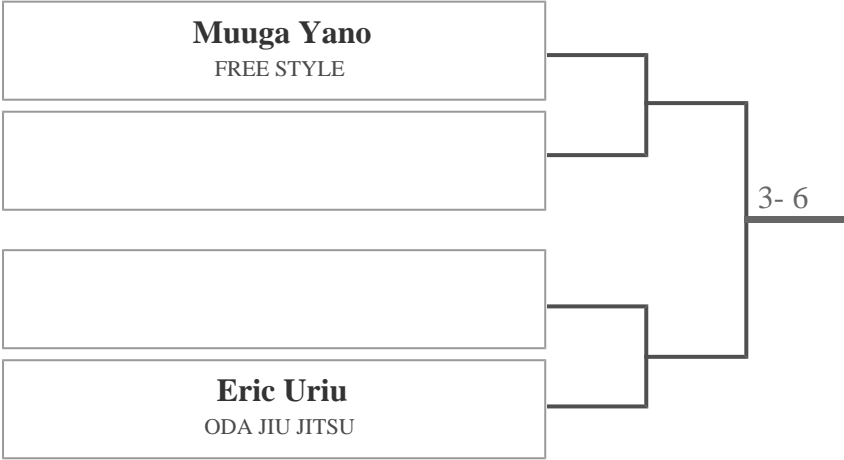 Muuga Yano
FREE STYLE
3- 6
Eric Uriu
ODA JIU JITSU